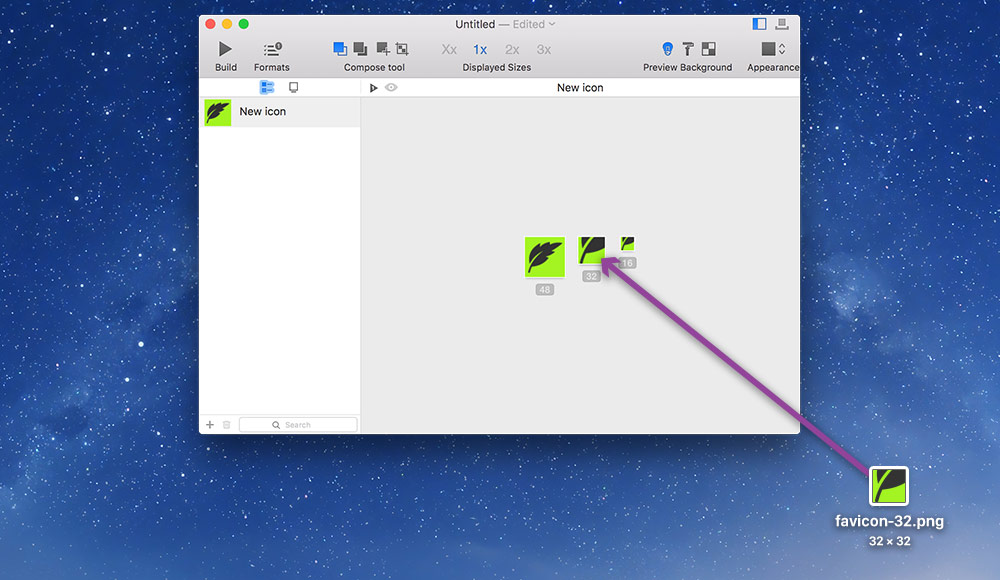 Untitled — Edited
Build
Formats
Compose tool
Xx 1x 2x 3x
Displayed Sizes
Preview Background
Appearance
New icon
New icon
48
32
16
Search
favicon-32.png
32 × 32